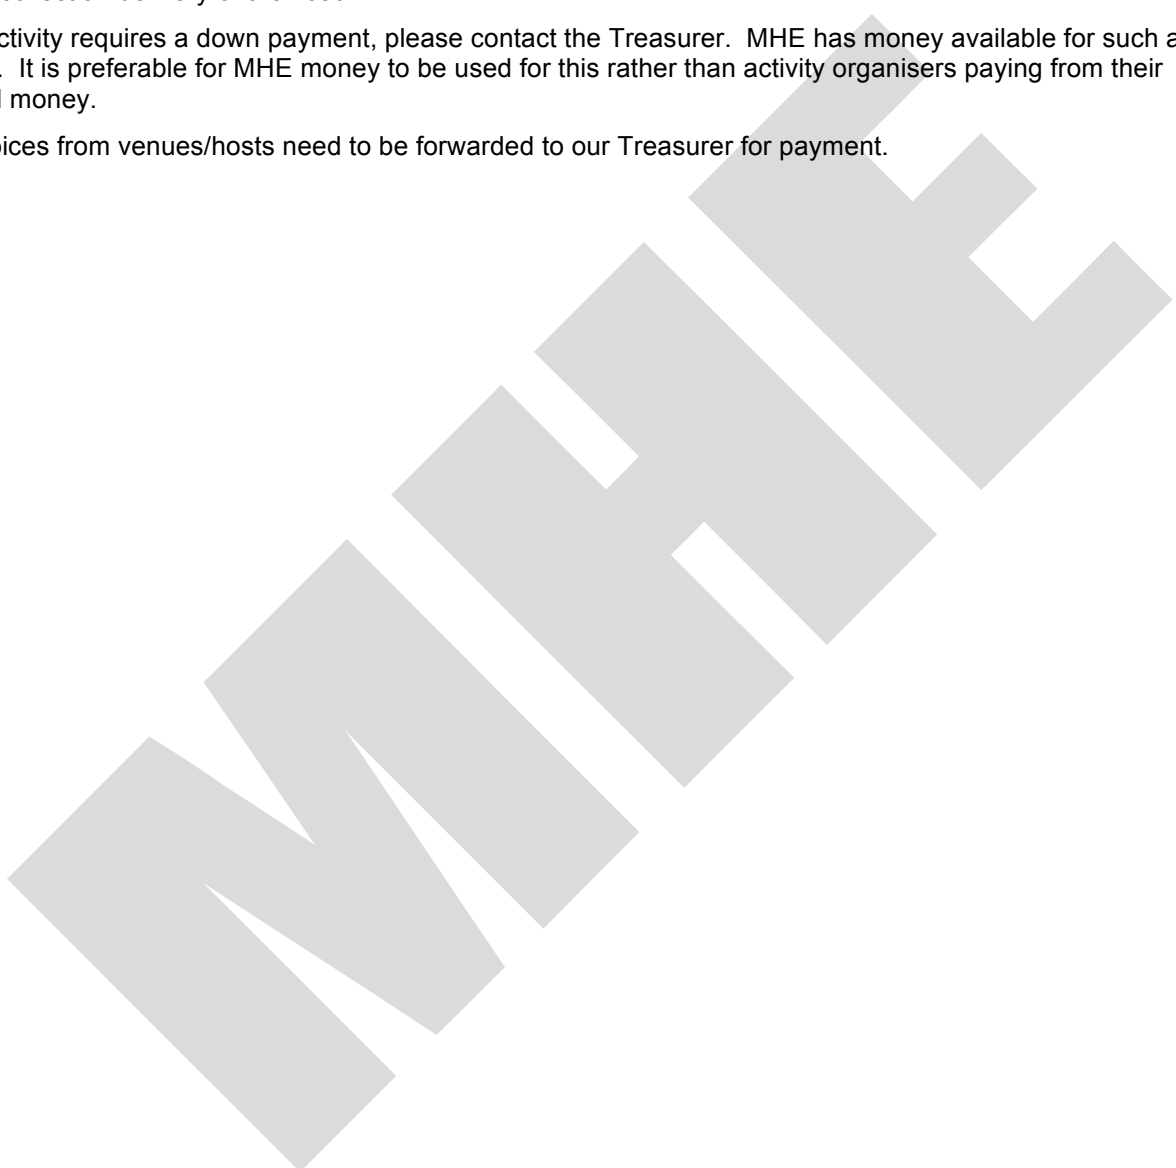 ctivity requires a down payment, please contact the Treasurer.  MHE has money available for such a
.  It is preferable for MHE money to be used for this rather than activity organisers paying from their
l money.
ices from venues/hosts need to be forwarded to our Treasurer for payment.
MHE